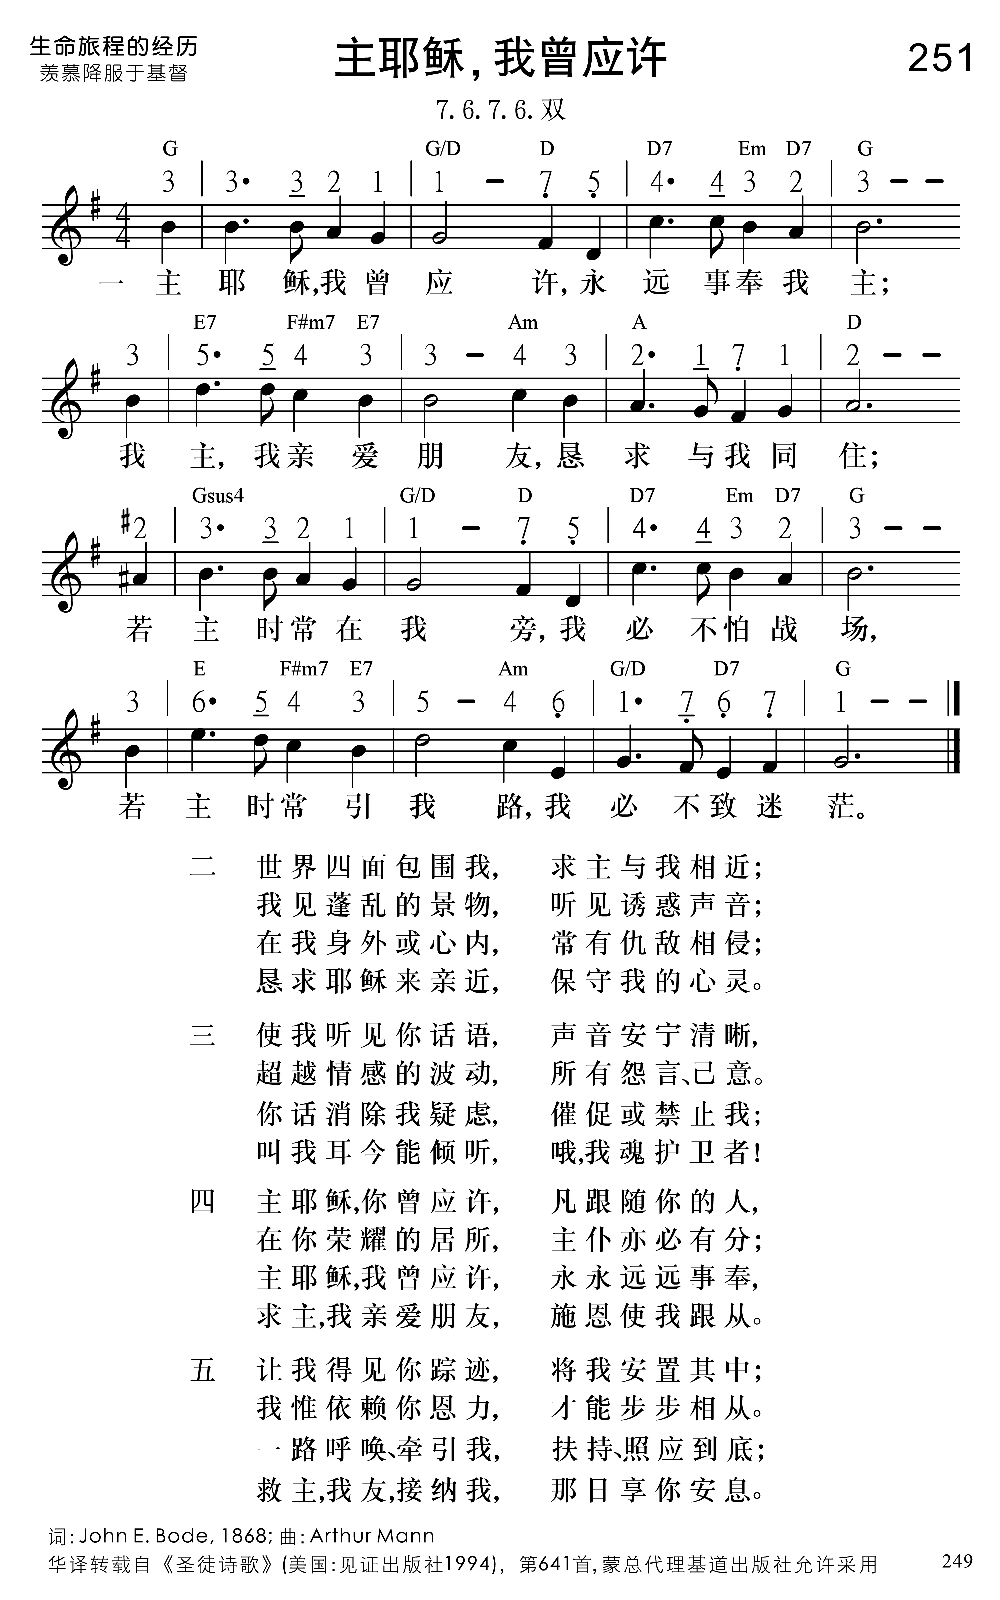 生命旅程的经历
羡慕降服于基督
主耶稣，我曾应许
251
7. 6. 7. 6. 双
G G/D D D7 Em D7 G
3 | 3· 3 2 1 | 1 – 7 5 | 4· 4 3 2 | 3 – –
4
4
一 主 耶 稣,我 曾 应 许, 永 远 事 奉 我 主;
E7 F#m7 E7 Am A D
3 | 5· 5 4 3 | 3 – 4 3 | 2· 1 7 1 | 2 – –
我 主, 我 亲 爱 朋 友, 恳 求 与 我 同 住;
Gsus4 G/D D D7 Em D7 G
#2 | 3· 3 2 1 | 1 – 7 5 | 4· 4 3 2 | 3 – –
若 主 时 常 在 我 旁, 我 必 不 怕 战 场,
E F#m7 E7 Am G/D D7 G
3 | 6· 5 4 3 | 5 – 4 6 | 1· 7 6 7 | 1 – –
若 主 时 常 引 我 路, 我 必 不 致 迷 茫。
二 世界四面包围我, 求主与我相近;
我见蓬乱的景物, 听见诱惑声音;
在我身外或心内, 常有仇敌相侵;
恳求耶稣来亲近, 保守我的心灵。
三 使我听见你话语, 声音安宁清晰,
超越情感的波动, 所有怨言、己意。
你话消除我疑虑, 催促或禁止我;
叫我耳今能倾听, 哦,我魂护卫者!
四 主耶稣,你曾应许, 凡跟随你的人,
在你荣耀的居所, 主仆亦必有分;
主耶稣,我曾应许, 永永远远事奉,
求主,我亲爱朋友, 施恩使我跟从。
五 让我得见你踪迹, 将我安置其中;
我惟依赖你恩力, 才能步步相从。
一路呼唤、牵引我, 扶持、照应到底;
救主,我友,接纳我, 那日享你安息。
词: John E. Bode, 1868; 曲: Arthur Mann
华译转载自《圣徒诗歌》(美国:见证出版社1994)，第641首,蒙总代理基道出版社允许采用
249